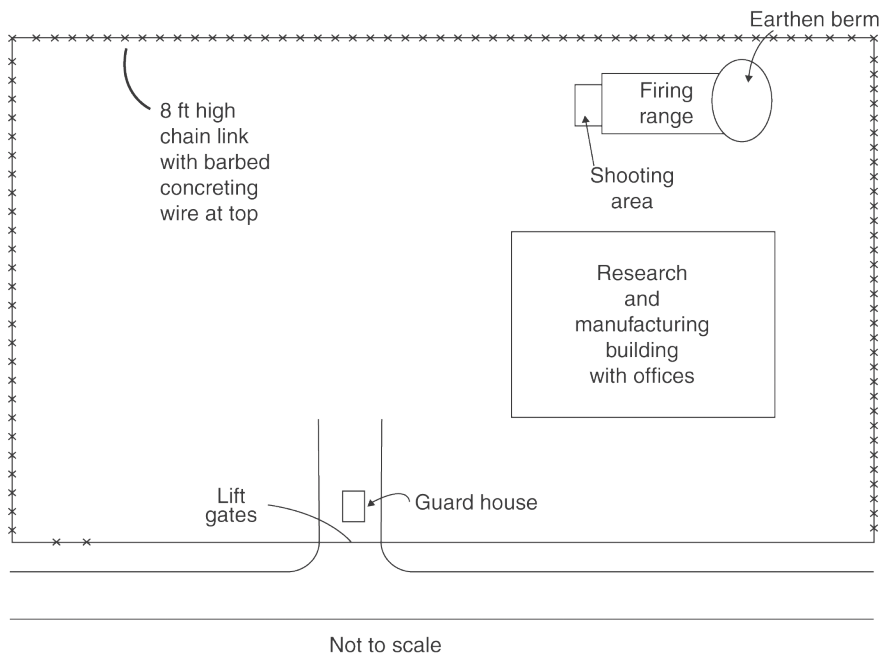 Earthen berm
Firing
range
8 ft high
chain link
with barbed
concreting
wire at top
Shooting
area
Research
and
manufacturing
building
with offices
Lift
gates
Guard house
Not to scale